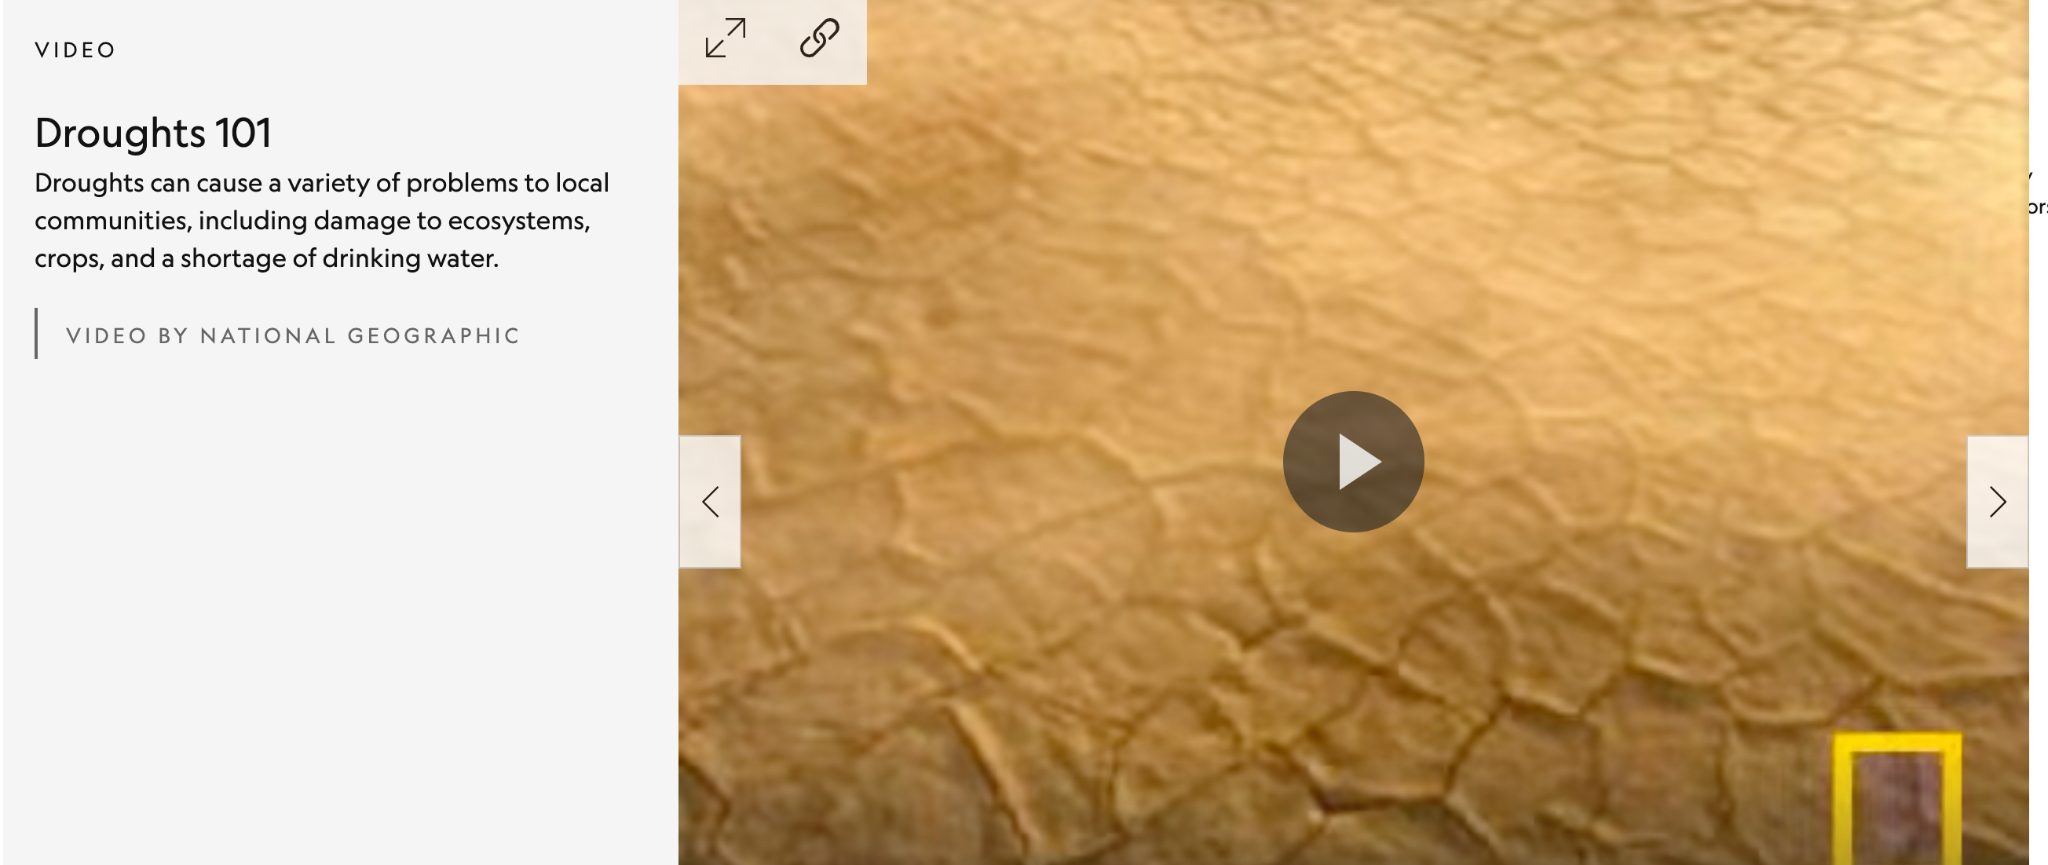 VIDEO
Droughts 101
Droughts can cause a variety of problems to local
communities, including damage to ecosystems,
crops, and a shortage of drinking water.
VIDEO BY NATIONAL GEOGRAPHIC